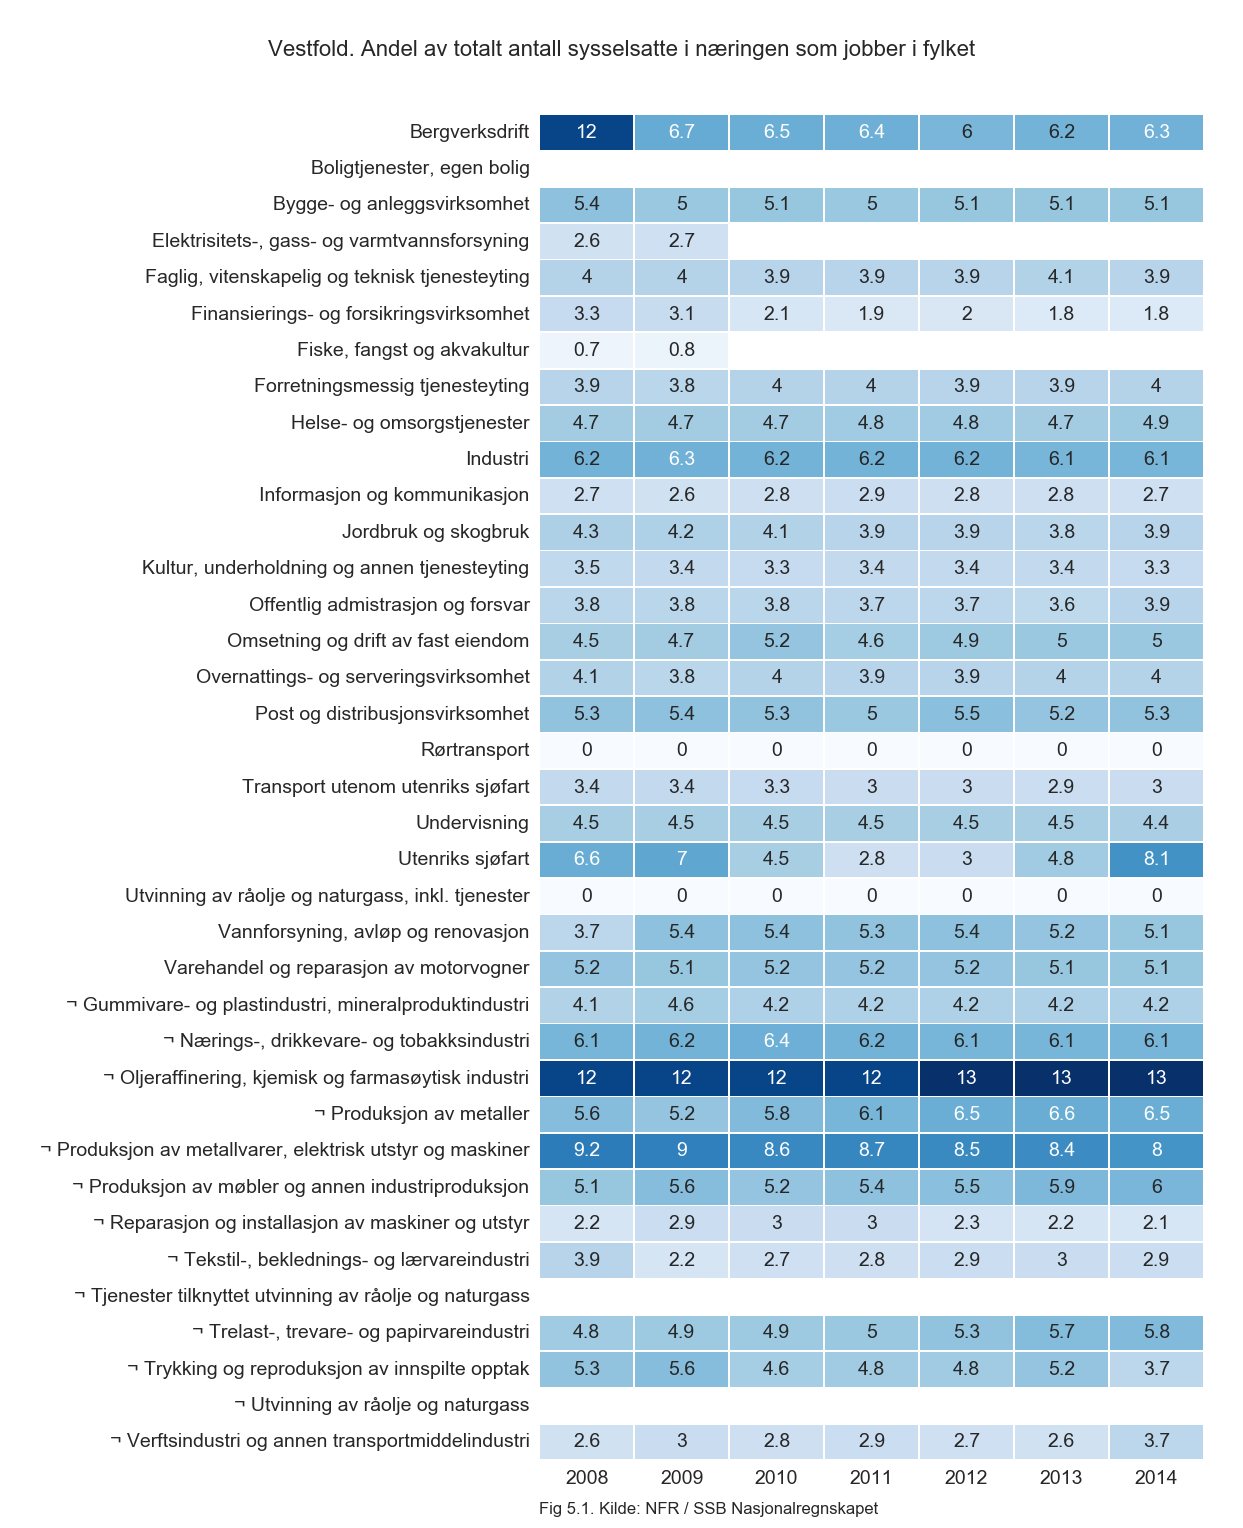 Vestfold. Andel av totalt antall sysselsatte i næringen som jobber i fylket
Bergverksdrift 12 6.7 6.5 6.4 6 6.2 6.3
Boligtjenester, egen bolig
Bygge- og anleggsvirksomhet 5.4 5 5.1 5 5.1 5.1 5.1
Elektrisitets-, gass- og varmtvannsforsyning 2.6 2.7
Faglig, vitenskapelig og teknisk tjenesteyting 4 4 3.9 3.9 3.9 4.1 3.9
Finansierings- og forsikringsvirksomhet 3.3 3.1 2.1 1.9 2 1.8 1.8
Fiske, fangst og akvakultur 0.7 0.8
Forretningsmessig tjenesteyting 3.9 3.8 4 4 3.9 3.9 4
Helse- og omsorgstjenester 4.7 4.7 4.7 4.8 4.8 4.7 4.9
Industri 6.2 6.3 6.2 6.2 6.2 6.1 6.1
Informasjon og kommunikasjon 2.7 2.6 2.8 2.9 2.8 2.8 2.7
Jordbruk og skogbruk 4.3 4.2 4.1 3.9 3.9 3.8 3.9
Kultur, underholdning og annen tjenesteyting 3.5 3.4 3.3 3.4 3.4 3.4 3.3
Offentlig admistrasjon og forsvar 3.8 3.8 3.8 3.7 3.7 3.6 3.9
Omsetning og drift av fast eiendom 4.5 4.7 5.2 4.6 4.9 5 5
Overnattings- og serveringsvirksomhet 4.1 3.8 4 3.9 3.9 4 4
Post og distribusjonsvirksomhet 5.3 5.4 5.3 5 5.5 5.2 5.3
Rørtransport 0 0 0 0 0 0 0
Transport utenom utenriks sjøfart 3.4 3.4 3.3 3 3 2.9 3
Undervisning 4.5 4.5 4.5 4.5 4.5 4.5 4.4
Utenriks sjøfart 6.6 7 4.5 2.8 3 4.8 8.1
Utvinning av råolje og naturgass, inkl. tjenester 0 0 0 0 0 0 0
Vannforsyning, avløp og renovasjon 3.7 5.4 5.4 5.3 5.4 5.2 5.1
Varehandel og reparasjon av motorvogner 5.2 5.1 5.2 5.2 5.2 5.1 5.1
¬ Gummivare- og plastindustri, mineralproduktindustri 4.1 4.6 4.2 4.2 4.2 4.2 4.2
¬ Nærings-, drikkevare- og tobakksindustri 6.1 6.2 6.4 6.2 6.1 6.1 6.1
¬ Oljeraffinering, kjemisk og farmasøytisk industri 12 12 12 12 13 13 13
¬ Produksjon av metaller 5.6 5.2 5.8 6.1 6.5 6.6 6.5
¬ Produksjon av metallvarer, elektrisk utstyr og maskiner 9.2 9 8.6 8.7 8.5 8.4 8
¬ Produksjon av møbler og annen industriproduksjon 5.1 5.6 5.2 5.4 5.5 5.9 6
¬ Reparasjon og installasjon av maskiner og utstyr 2.2 2.9 3 3 2.3 2.2 2.1
¬ Tekstil-, beklednings- og lærvareindustri 3.9 2.2 2.7 2.8 2.9 3 2.9
¬ Tjenester tilknyttet utvinning av råolje og naturgass
¬ Trelast-, trevare- og papirvareindustri 4.8 4.9 4.9 5 5.3 5.7 5.8
¬ Trykking og reproduksjon av innspilte opptak 5.3 5.6 4.6 4.8 4.8 5.2 3.7
¬ Utvinning av råolje og naturgass
¬ Verftsindustri og annen transportmiddelindustri 2.6 3 2.8 2.9 2.7 2.6 3.7
2008 2009 2010 2011 2012 2013 2014
Fig 5.1. Kilde: NFR / SSB Nasjonalregnskapet